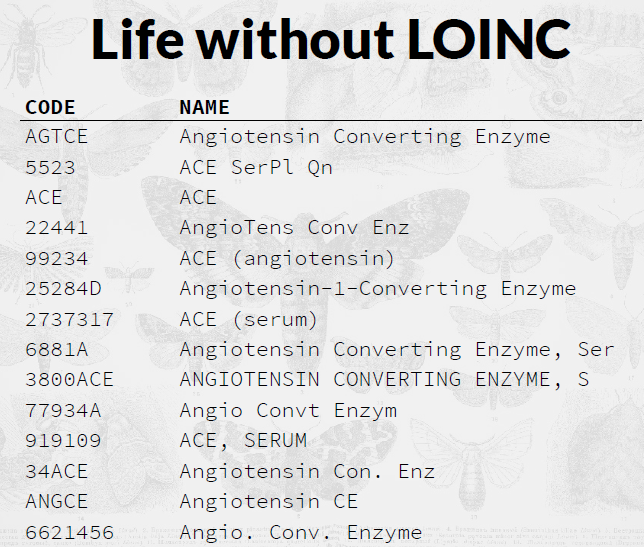 Life without LOINC
CODE NAME
AGTCE Angiotensin Converting Enzyme
5523 ACE SerPl Qn
ACE ACE
22441 AngioTens Conv Enz
99234 ACE (angiotensin)
25284D Angiotensin-1-Converting Enzyme
2737317 ACE (serum)
6881A Angiotensin Converting Enzyme, Ser
3800ACE ANGIOTENSIN CONVERTING ENZYME, S
77934A Angio Convt Enzym
919109 ACE, SERUM
34ACE Angiotensin Con. Enz
ANGCE Angiotensin CE
6621456 Angio. Conv. Enzyme